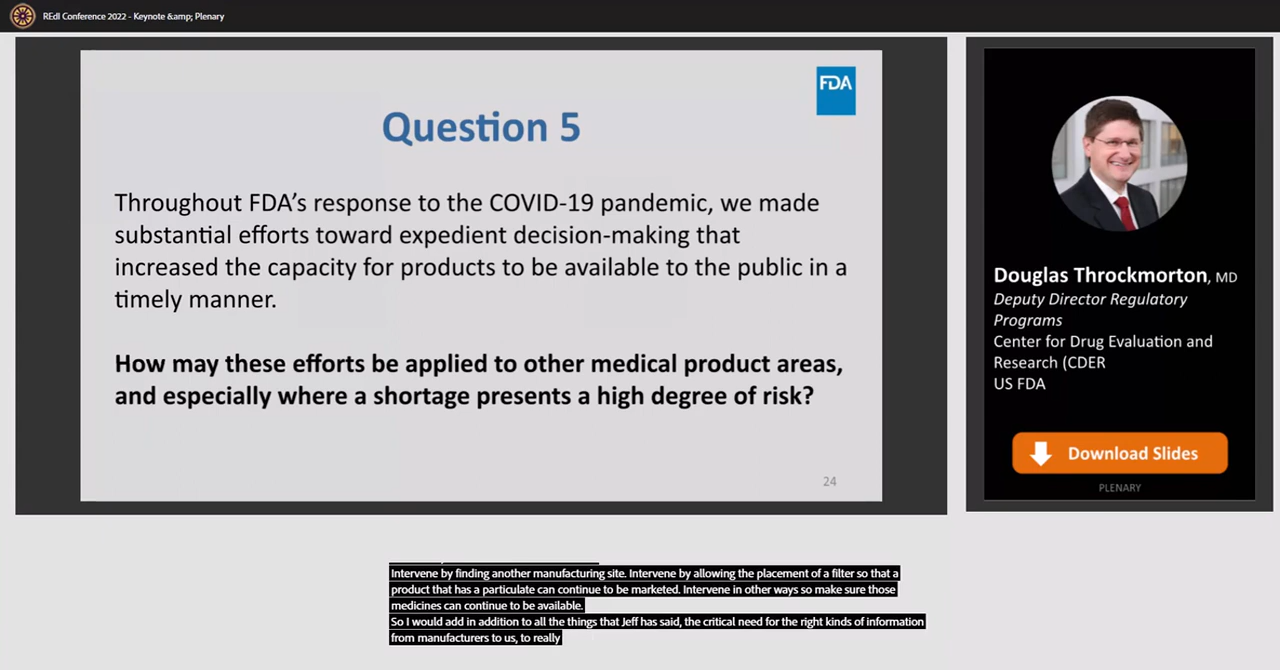 REdI Conference 2022 - Keynote &amp; Plenary
FDA
Question 5
Throughout FDA's response to the COVID-19 pandemic, we made
substantial efforts toward expedient decision-making that
increased the capacity for products to be available to the public in a
timely manner.
How may these efforts be applied to other medical product areas,
and especially where a shortage presents a high degree of risk?
24
Douglas Throckmorton, MD
Deputy Director Regulatory
Programs
Center for Drug Evaluation and
Research (CDER
US FDA
Download Slides
PLENARY
Intervene by finding another manufacturing site. Intervene by allowing the placement of a filter so that a
product that has a particulate can continue to be marketed. Intervene in other ways so make sure those
medicines can continue to be available.
So I would add in addition to all the things that Jeff has said, the critical need for the right kinds of information
from manufacturers to us, to really